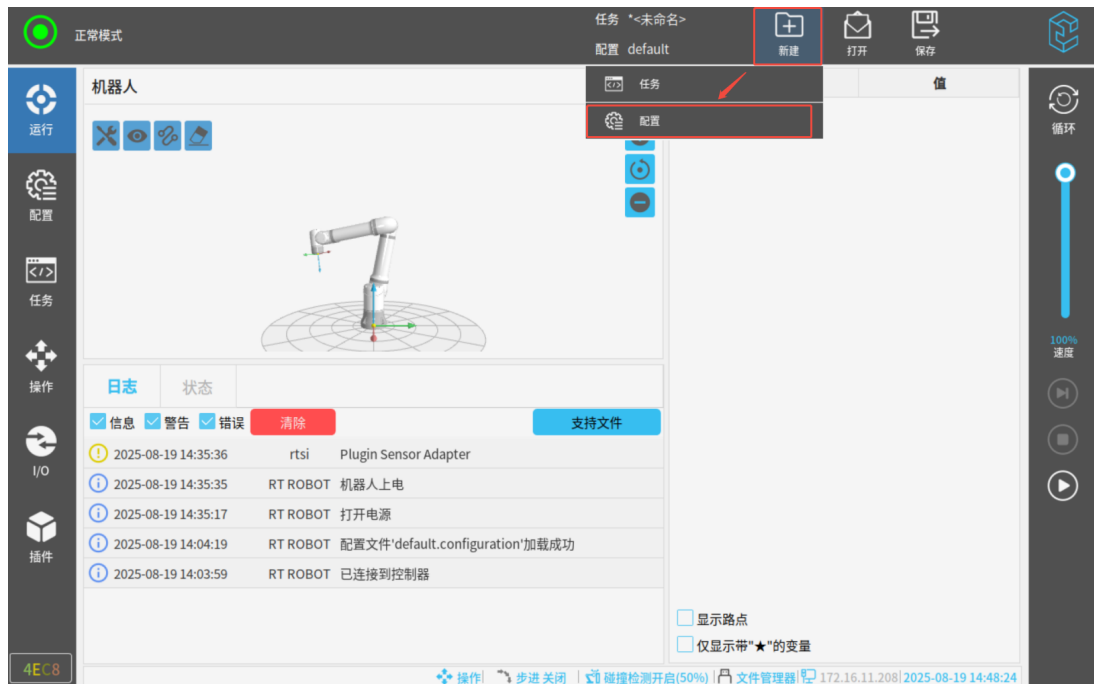 正常模式
任务 *<未命名>
配置 default
新建
打开
保存
任务
配置
运行
配置
任务
操作
I/O
插件
4EC8
机器人
值
循环
100%
速度
日志 状态
信息 警告 错误 清除 支持文件
2025-08-19 14:35:36 rtsi Plugin Sensor Adapter
2025-08-19 14:35:35 RT ROBOT 机器人上电
2025-08-19 14:35:17 RT ROBOT 打开电源
2025-08-19 14:04:19 RT ROBOT 配置文件'default.configuration'加载成功
2025-08-19 14:03:59 RT ROBOT 已连接到控制器
显示路点
仅显示带"★"的变量
操作| 步进 关闭 | 碰撞检测开启(50%) | 文件管理器| 172.16.11.208| 2025-08-19 14:48:24